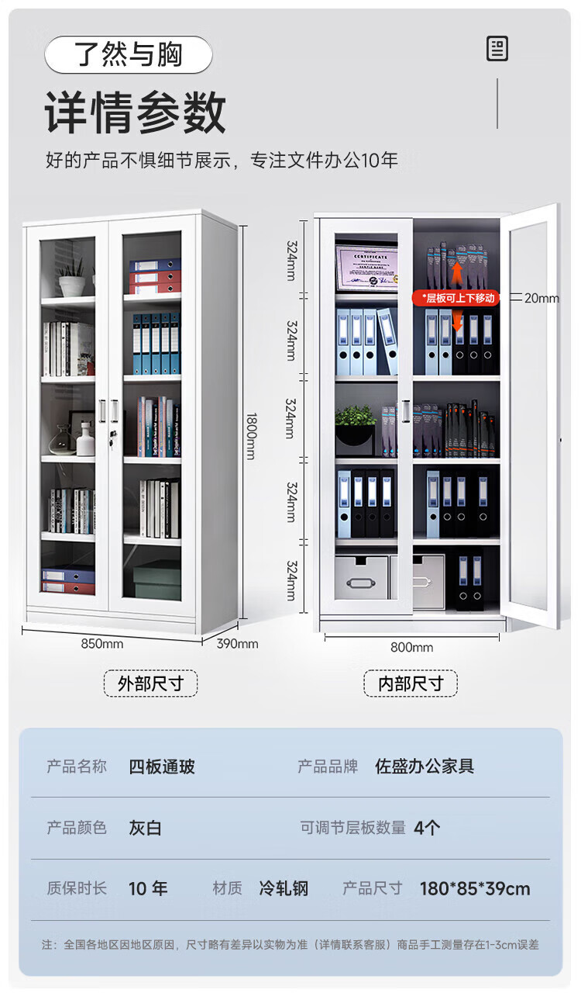 了然与胸
详情参数
好的产品不惧细节展示，专注文件办公10年
324mm
CERTIFICATE
SAMPLE NAME
*层板可上下移动
20mm
324mm
324mm
1800mm
324mm
324mm
850mm
390mm
800mm
外部尺寸
内部尺寸
产品名称 四板通玻 产品品牌 佐盛办公家具
产品颜色 灰白 可调节层板数量 4个
质保时长 10 年 材质 冷轧钢 产品尺寸 180*85*39cm
注：全国各地区因地区原因，尺寸略有差异以实物为准（详情联系客服）商品手工测量存在1-3cm误差